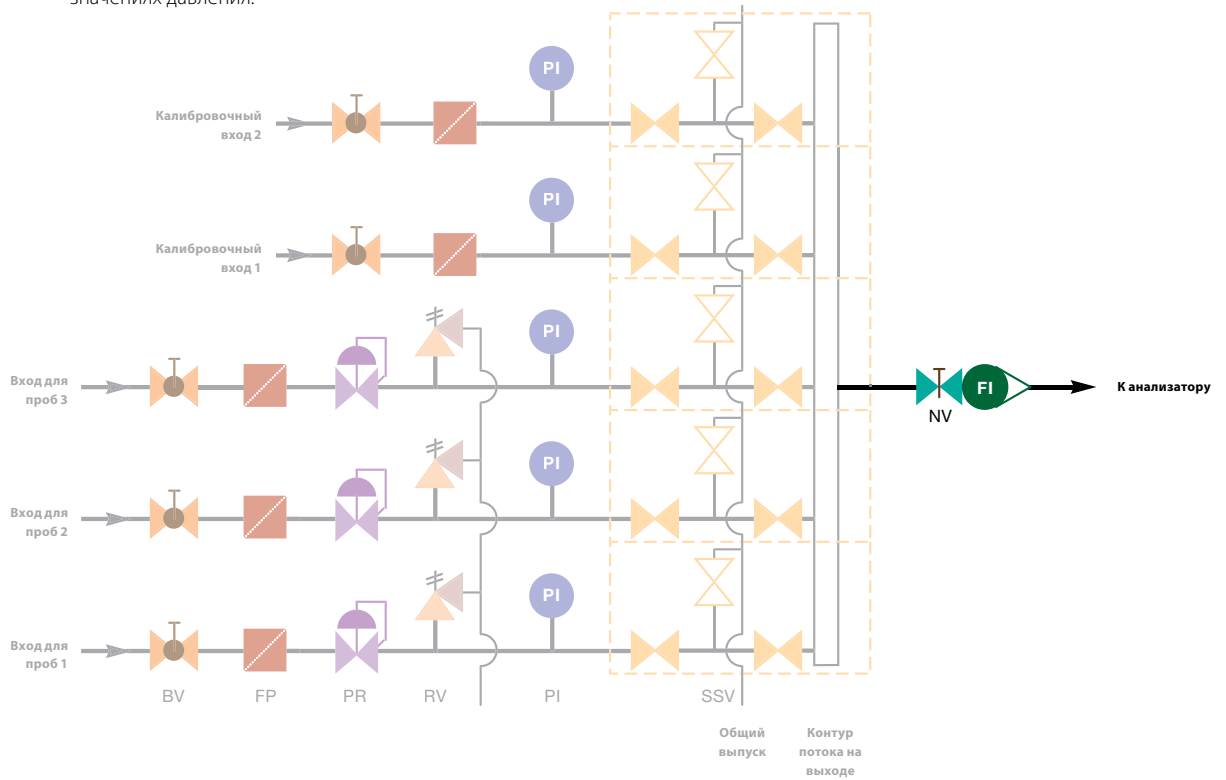 значениях давления.
PI
Калибровочный
вход 2
PI
Калибровочный
вход 1
PI
Вход для
проб 3
FI
К анализатору
NV
PI
Вход для
проб 2
PI
Вход для
проб 1
BV FP PR RV PI SSV
Общий
выпуск
Контур
потока на
выходе